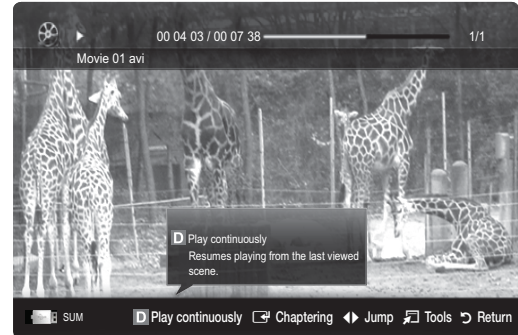 00 04 03 / 00 07 38
1/1
Movie 01 avi
D Play continuously
Resumes playing from the last viewed
scene.
SUM
D Play continuously Chaptering Jump Tools Return